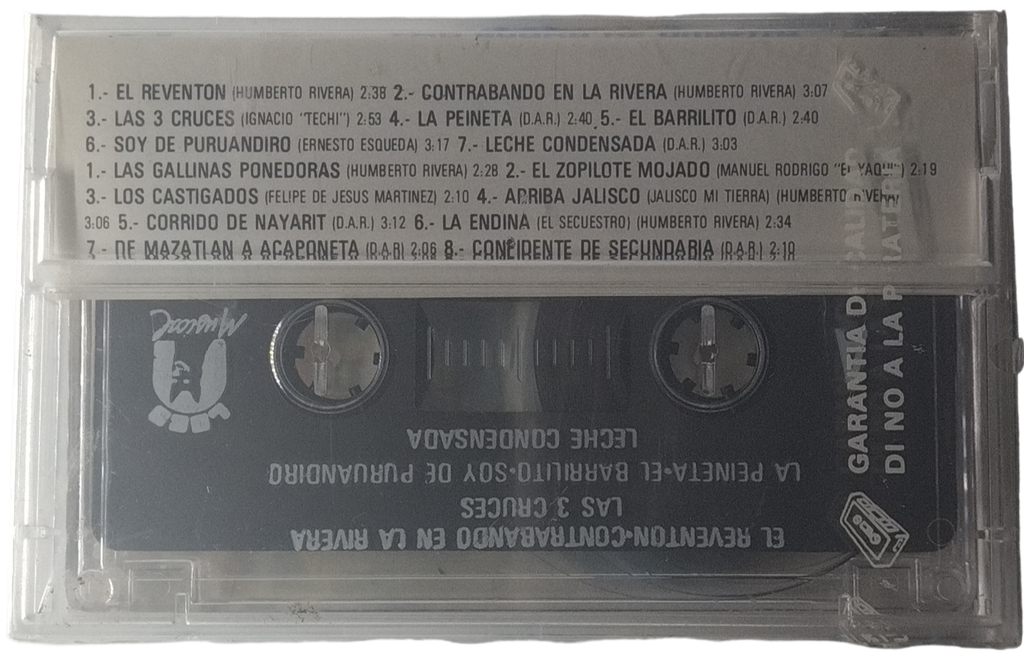 1.- EL REVENTON (HUMBERTO RIVERA) 2:38 2.- CONTRABANDO EN LA RIVERA (HUMBERTO RIVERA) 3:07
3.- LAS 3 CRUCES (IGNACIO "TECHI") 2:53 4.- LA PEINETA (D.A.R.) 2:40 5.- EL BARRILITO (D.A.R.) 2:40
6.- SOY DE PURUANDIRO (ERNESTO ESQUEDA) 3:17 7.- LECHE CONDENSADA (D.A.R.) 3:03
1.- LAS GALLINAS PONEDORAS (HUMBERTO RIVERA) 2:28 2.- EL ZOPILOTE MOJADO (MANUEL RODRIGO "EL YAQUI") 2:19
3.- LOS CASTIGADOS (FELIPE DE JESUS MARTINEZ) 2:10 4.- ARRIBA JALISCO (JALISCO MI TIERRA) (HUMBERTO RIVERA)
3:06 5.- CORRIDO DE NAYARIT (D.A.R.) 3:12 6.- LA ENDINA (EL SECUESTRO) (HUMBERTO RIVERA) 2:34
7.- DE MAZATLAN A ACAPONETA (D.A.R) 2:06 8.- CONFIDENTE DE SECUNDARIA (D.A.R.) 2:10
EL REVENTON•CONTRABANDO EN LA RIVERA
LAS 3 CRUCES
LA PEINETA•EL BARRILITO•SOY DE PURUANDIRO
LECHE CONDENSADA
Musical
GARANTIA D CALID
DI NO A LA P RATER